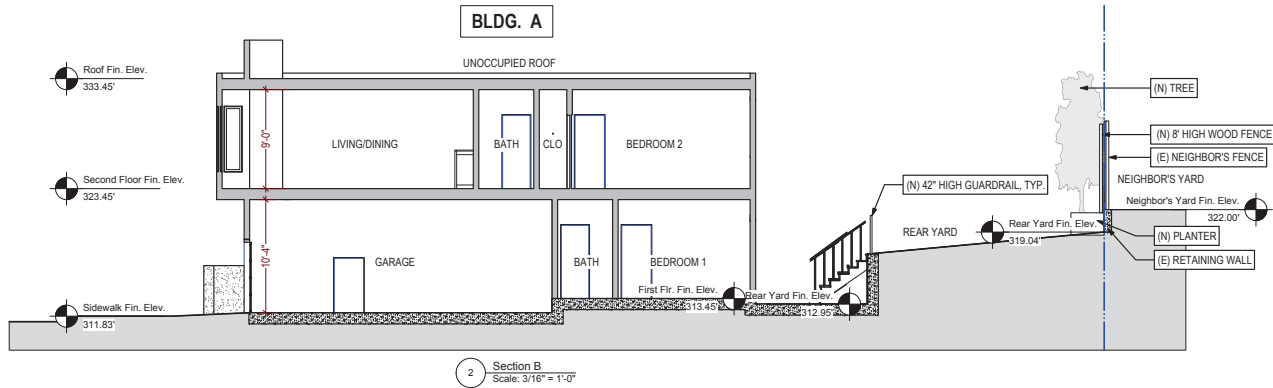 BLDG. A
UNOCCUPIED ROOF
Roof Fin. Elev.
333.45'
(N) TREE
9'-0"
LIVING/DINING
BATH
CLO
BEDROOM 2
(N) 8' HIGH WOOD FENCE
(E) NEIGHBOR'S FENCE
NEIGHBOR'S YARD
Second Floor Fin. Elev.
323.45'
(N) 42" HIGH GUARDRAIL, TYP.
Neighbor's Yard Fin. Elev.
322.00'
REAR YARD
Rear Yard Fin. Elev.
319.04'
(N) PLANTER
(E) RETAINING WALL
10'-4"
GARAGE
BATH
BEDROOM 1
First Flr. Fin. Elev.
313.45'
Rear Yard Fin. Elev.
312.95'
Sidewalk Fin. Elev.
311.83'
2
Section B
Scale: 3/16" = 1'-0"